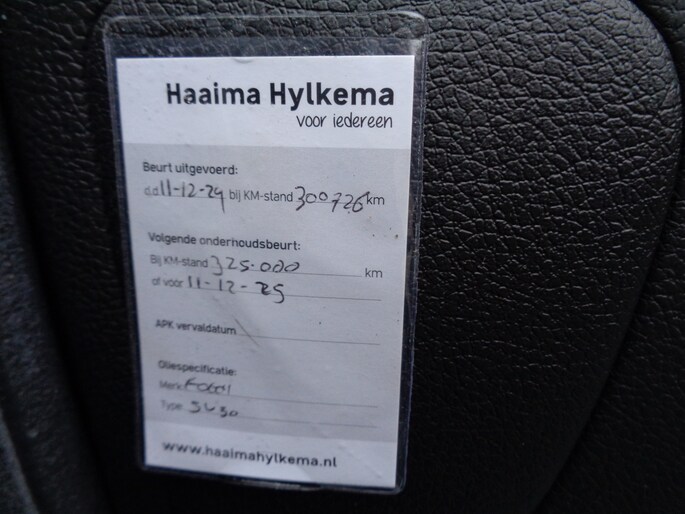 Haaima Hylkema
voor iedereen
Beurt uitgevoerd:
d.d. 11-12-24 bij KM-stand 300726 km
Volgende onderhoudsbeurt:
Bij KM-stand 325.000 km
of voor 11-12-25
APK vervaldatum
Oliespecificatie:
Merk
Type 5W30
www.haaimahylkema.nl